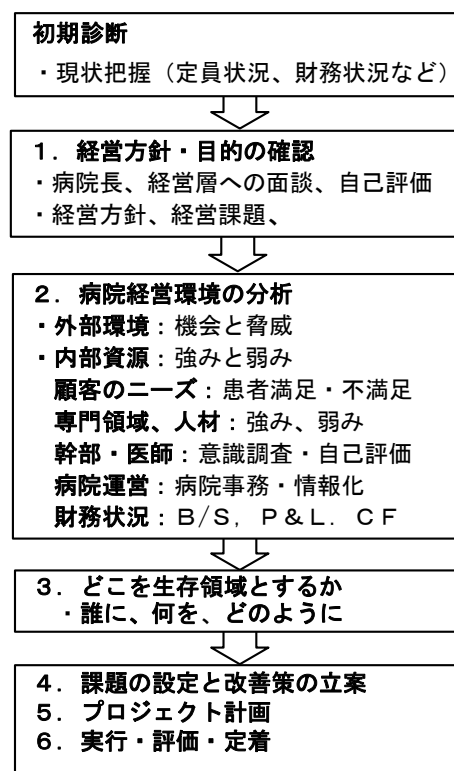 初期診断
・現状把握（定員状況、財務状況など）
１．経営方針・目的の確認
・病院長、経営層への面談、自己評価
・経営方針、経営課題、
２．病院経営環境の分析
・外部環境：機会と脅威
・内部資源：強みと弱み
顧客のニーズ：患者満足・不満足
専門領域、人材：強み、弱み
幹部・医師：意識調査・自己評価
病院運営：病院事務・情報化
財務状況：Ｂ/Ｓ，Ｐ＆Ｌ．ＣＦ
３．どこを生存領域とするか
・誰に、何を、どのように
４．課題の設定と改善策の立案
５．プロジェクト計画
６．実行・評価・定着